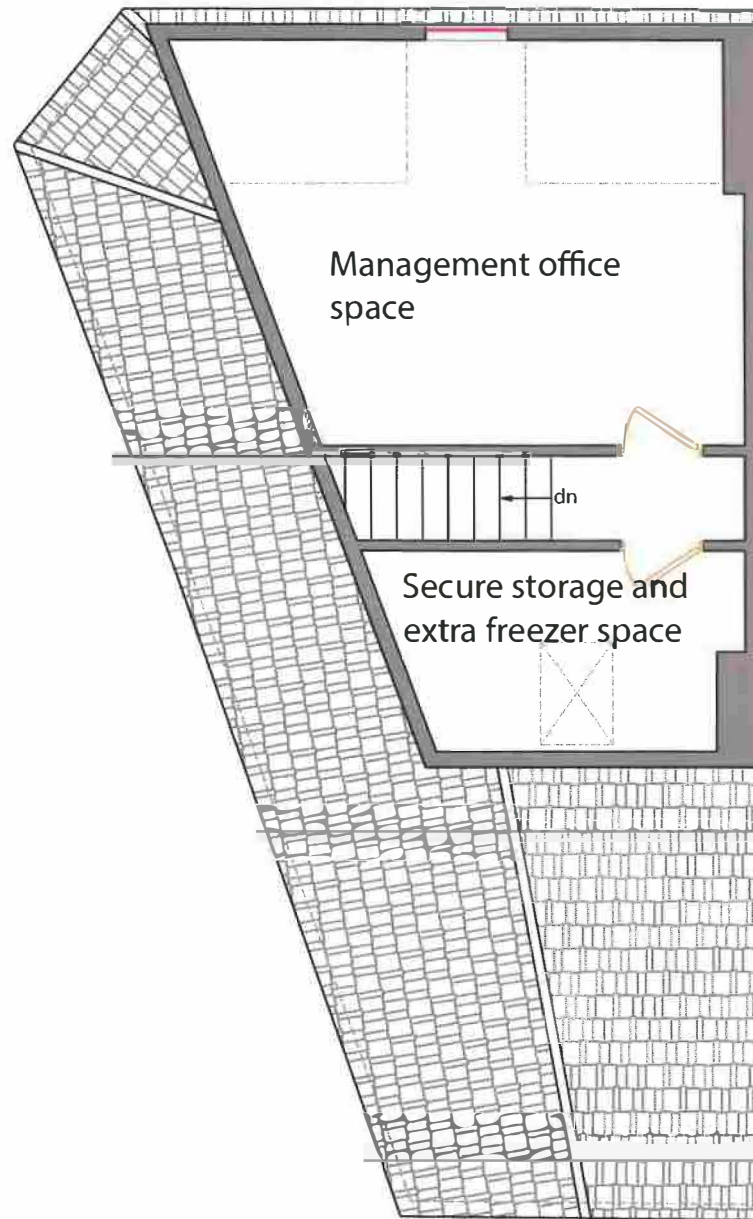 Management office
space
dn
Secure storage and
extra freezer space